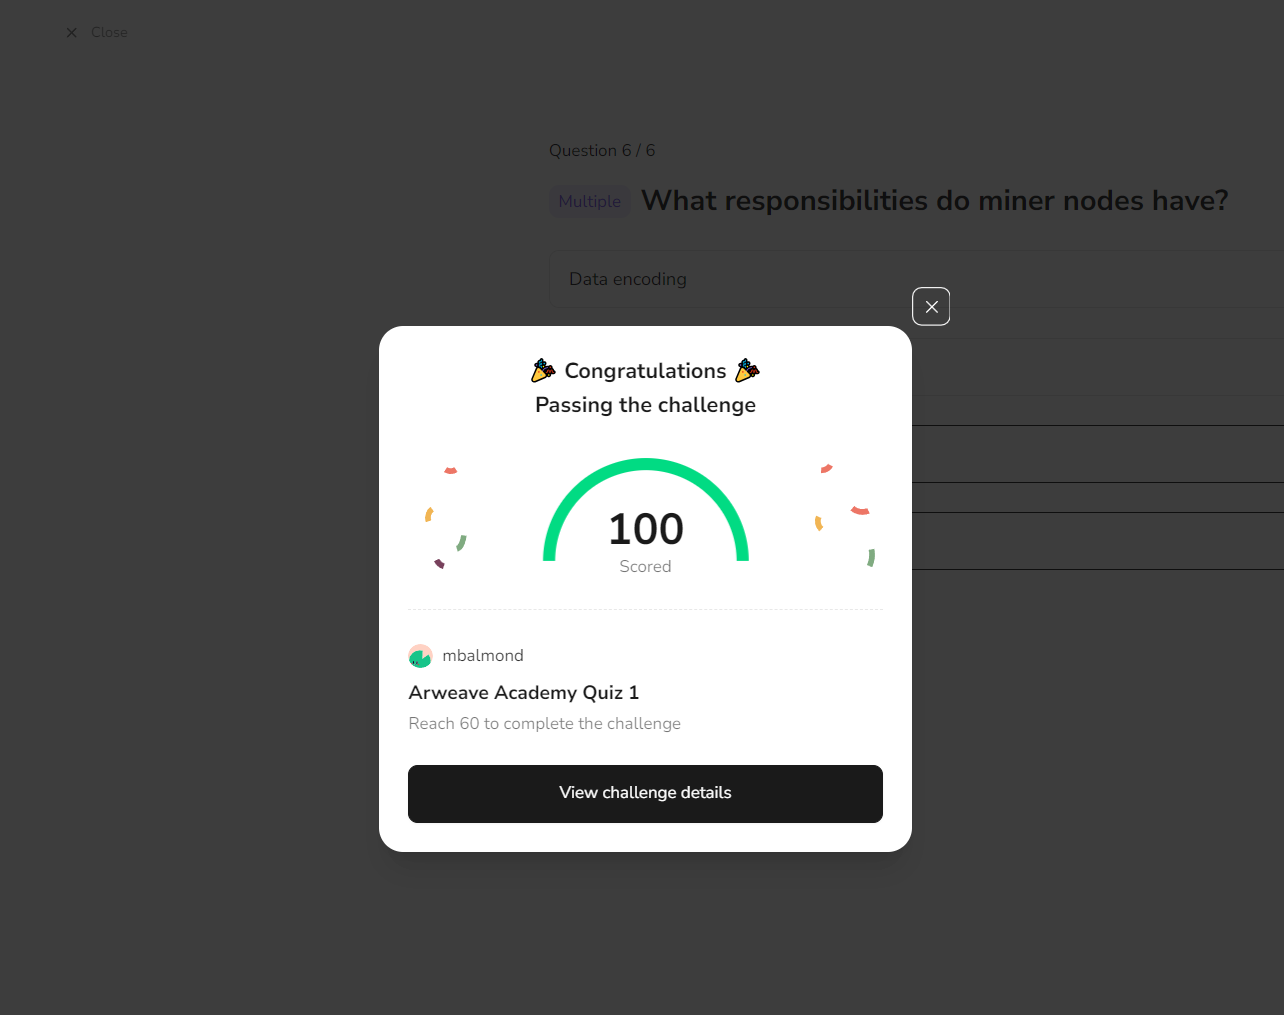 Close
Question 6 / 6
Multiple What responsibilities do miner nodes have?
Data encoding
Congratulations
Passing the challenge
100
Scored
mbalmond
Arweave Academy Quiz 1
Reach 60 to complete the challenge
View challenge details